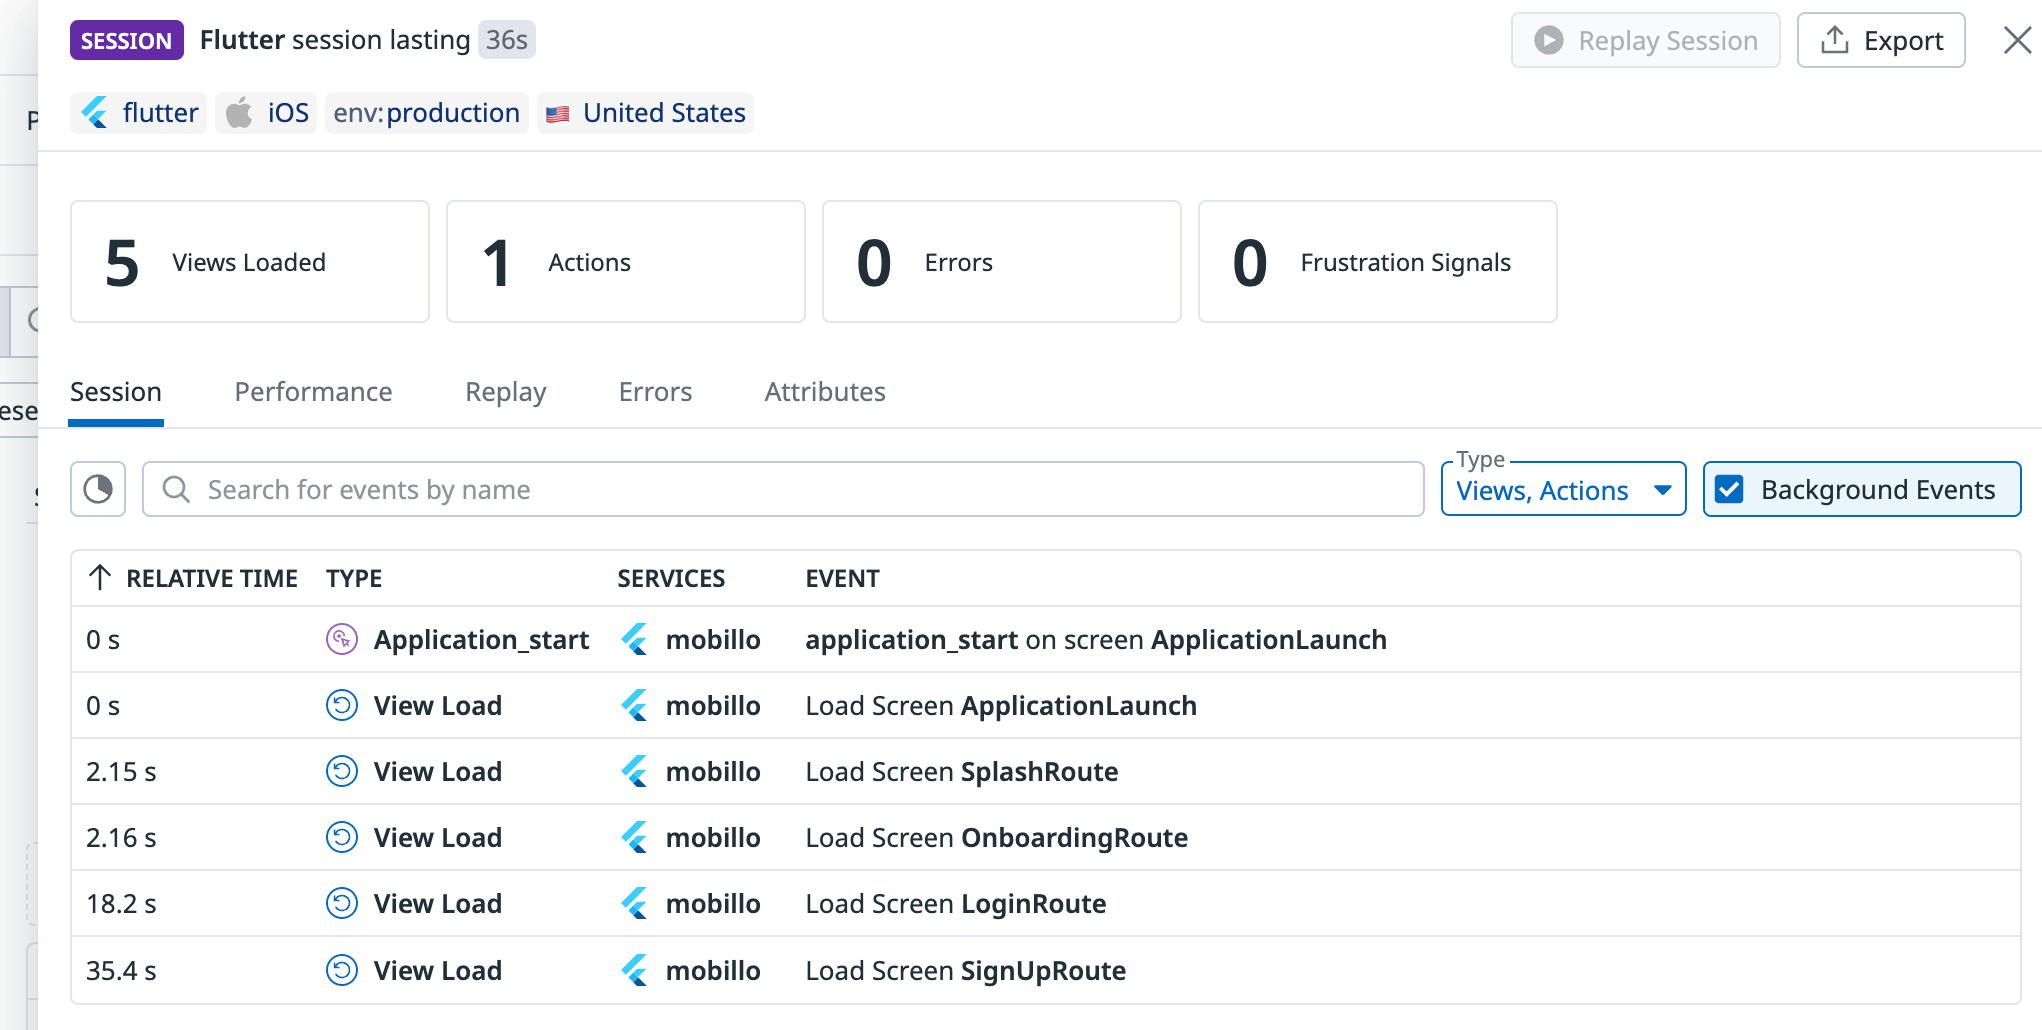 SESSION Flutter session lasting 36s Replay Session Export
flutter iOS env:production United States
5 Views Loaded 1 Actions 0 Errors 0 Frustration Signals
Session Performance Replay Errors Attributes
Type
Search for events by name Views, Actions Background Events
RELATIVE TIME TYPE SERVICES EVENT
0 s Application_start mobillo application_start on screen ApplicationLaunch
0 s View Load mobillo Load Screen ApplicationLaunch
2.15 s View Load mobillo Load Screen SplashRoute
2.16 s View Load mobillo Load Screen OnboardingRoute
18.2 s View Load mobillo Load Screen LoginRoute
35.4 s View Load mobillo Load Screen SignUpRoute